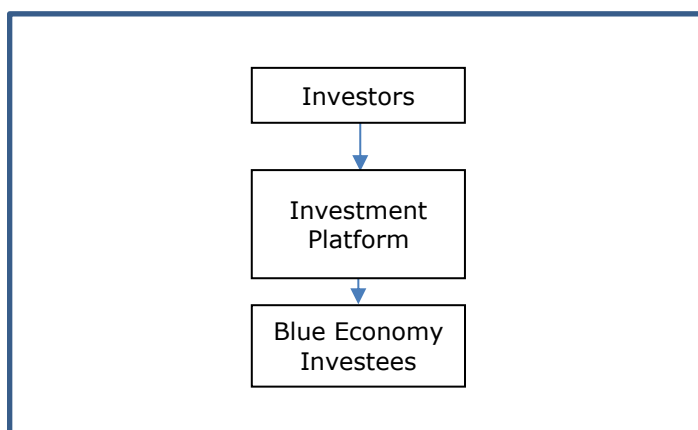 Investors
Investment
Platform
Blue Economy
Investees